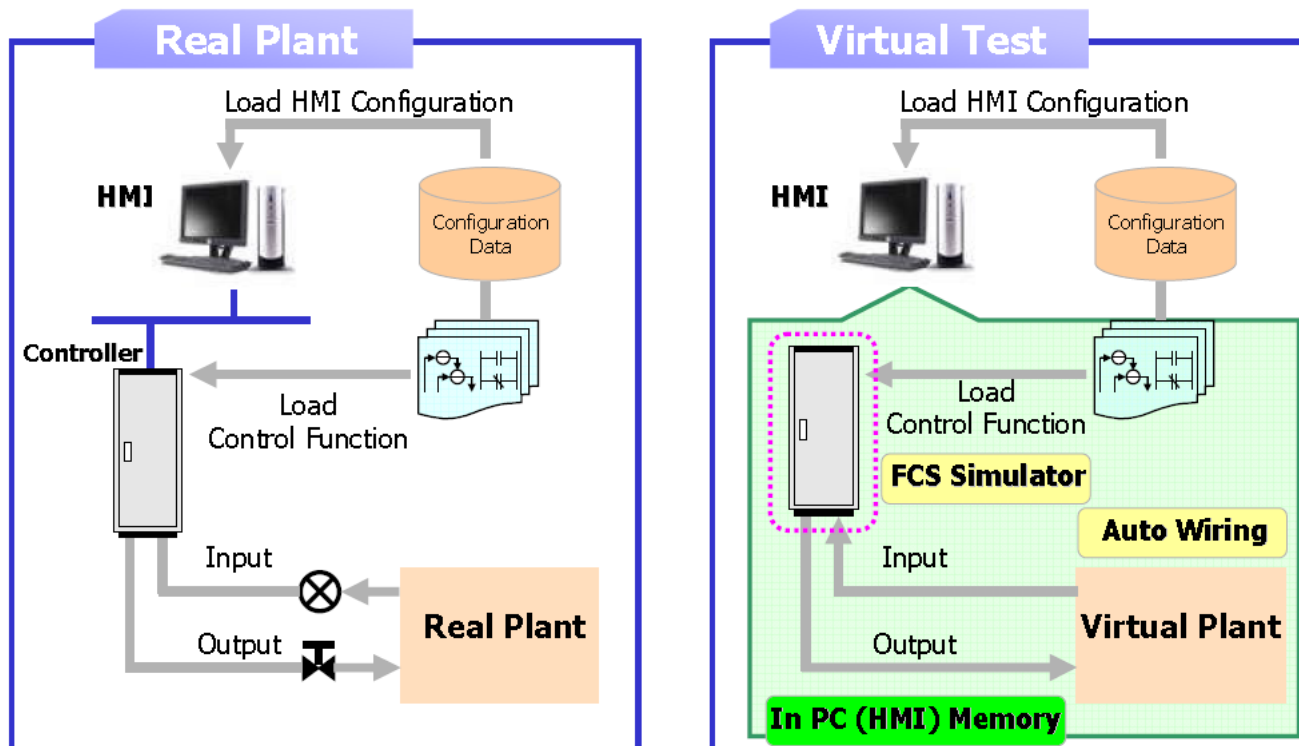 Real Plant
Load HMI Configuration
HMI
Configuration
Data
Controller
Load
Control Function
Input
Real Plant
Output
Virtual Test
Load HMI Configuration
HMI
Configuration
Data
Load
Control Function
FCS Simulator
Auto Wiring
Input
Virtual Plant
Output
In PC (HMI) Memory